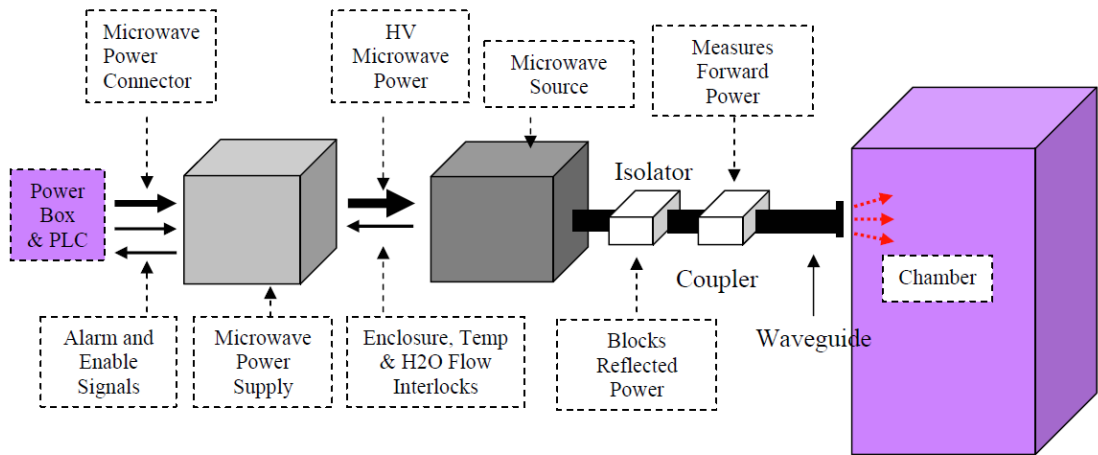 Microwave
Power
Connector
HV
Microwave
Power
Microwave
Source
Measures
Forward
Power
Isolator
Power
Box
& PLC
Chamber
Coupler
Waveguide
Alarm and
Enable
Signals
Microwave
Power
Supply
Enclosure, Temp
& H2O Flow
Interlocks
Blocks
Reflected
Power